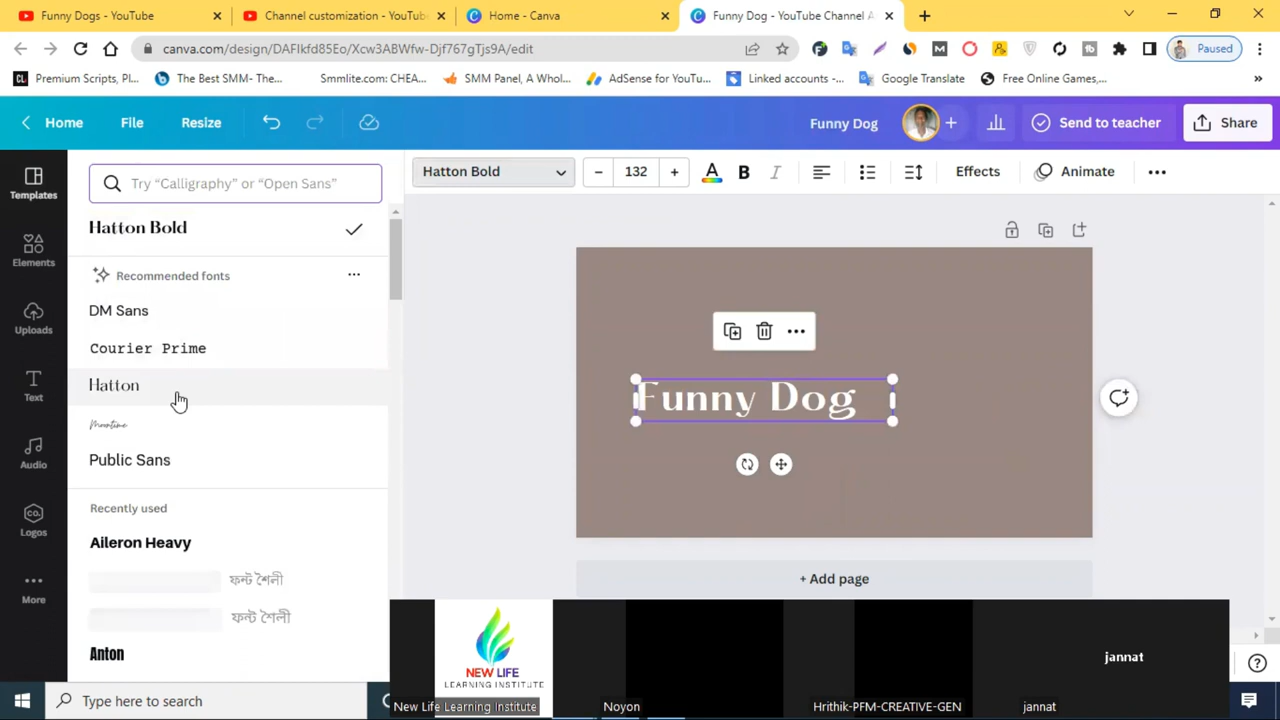 Funny Dogs - YouTube
Channel customization - YouTube
Home - Canva
Funny Dog - YouTube Channel A
canva.com/design/DAFIkfd85Eo/Xcw3ABWfw-Djf767gTjs9A/edit
Paused
Premium Scripts, Pl...
The Best SMM- The...
Smmlite.com: CHEA...
SMM Panel, A Whol...
AdSense for YouTu...
Linked accounts -...
Google Translate
Free Online Games,...
Home
File
Resize
Funny Dog
Send to teacher
Share
Templates
Elements
Uploads
Text
Audio
CO.
Logos
More
Try “Calligraphy” or “Open Sans”
Hatton Bold
Recommended fonts
DM Sans
Courier Prime
Hatton
Moontime
Public Sans
Recently used
Aileron Heavy
ফন্ট শৈলী
ফন্ট শৈলী
Anton
Hatton Bold
132
A
B
I
Effects
Animate
Funny Dog
+ Add page
NEW LIFE
LEARNING INSTITUTE
New Life Learning Institute
Noyon
Hrithik-PFM-CREATIVE-GEN
jannat
jannat
Type here to search